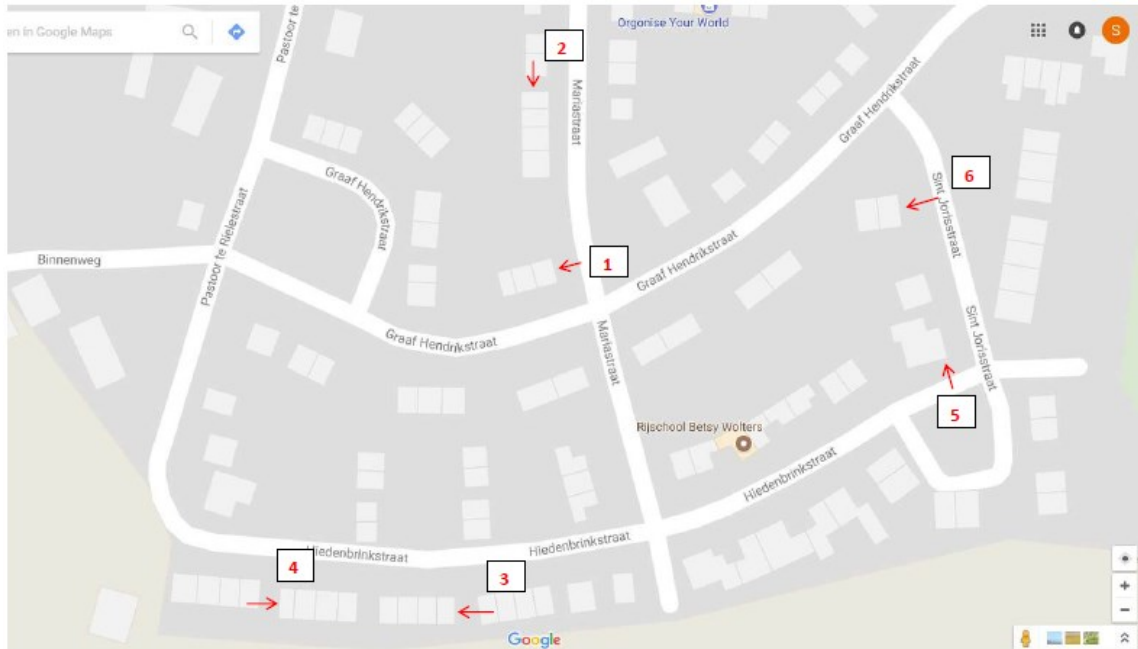 Organise Your World
en in Google Maps
S
Pastoor te
2
Mariastraat
Graaf Hendrikstraat
6
Sint Jorisstraat
Graaf Hendrikstraat
Pastoor te Rielestraat
Binnenweg
1
Graaf Hendrikstraat
Graaf Hendrikstraat
Mariastraat
Sint Jorisstraat
5
Rijschool Betsy Wolters
Hiedenbrinkstraat
Hiedenbrinkstraat
Hiedenbrinkstraat
4
3
Google